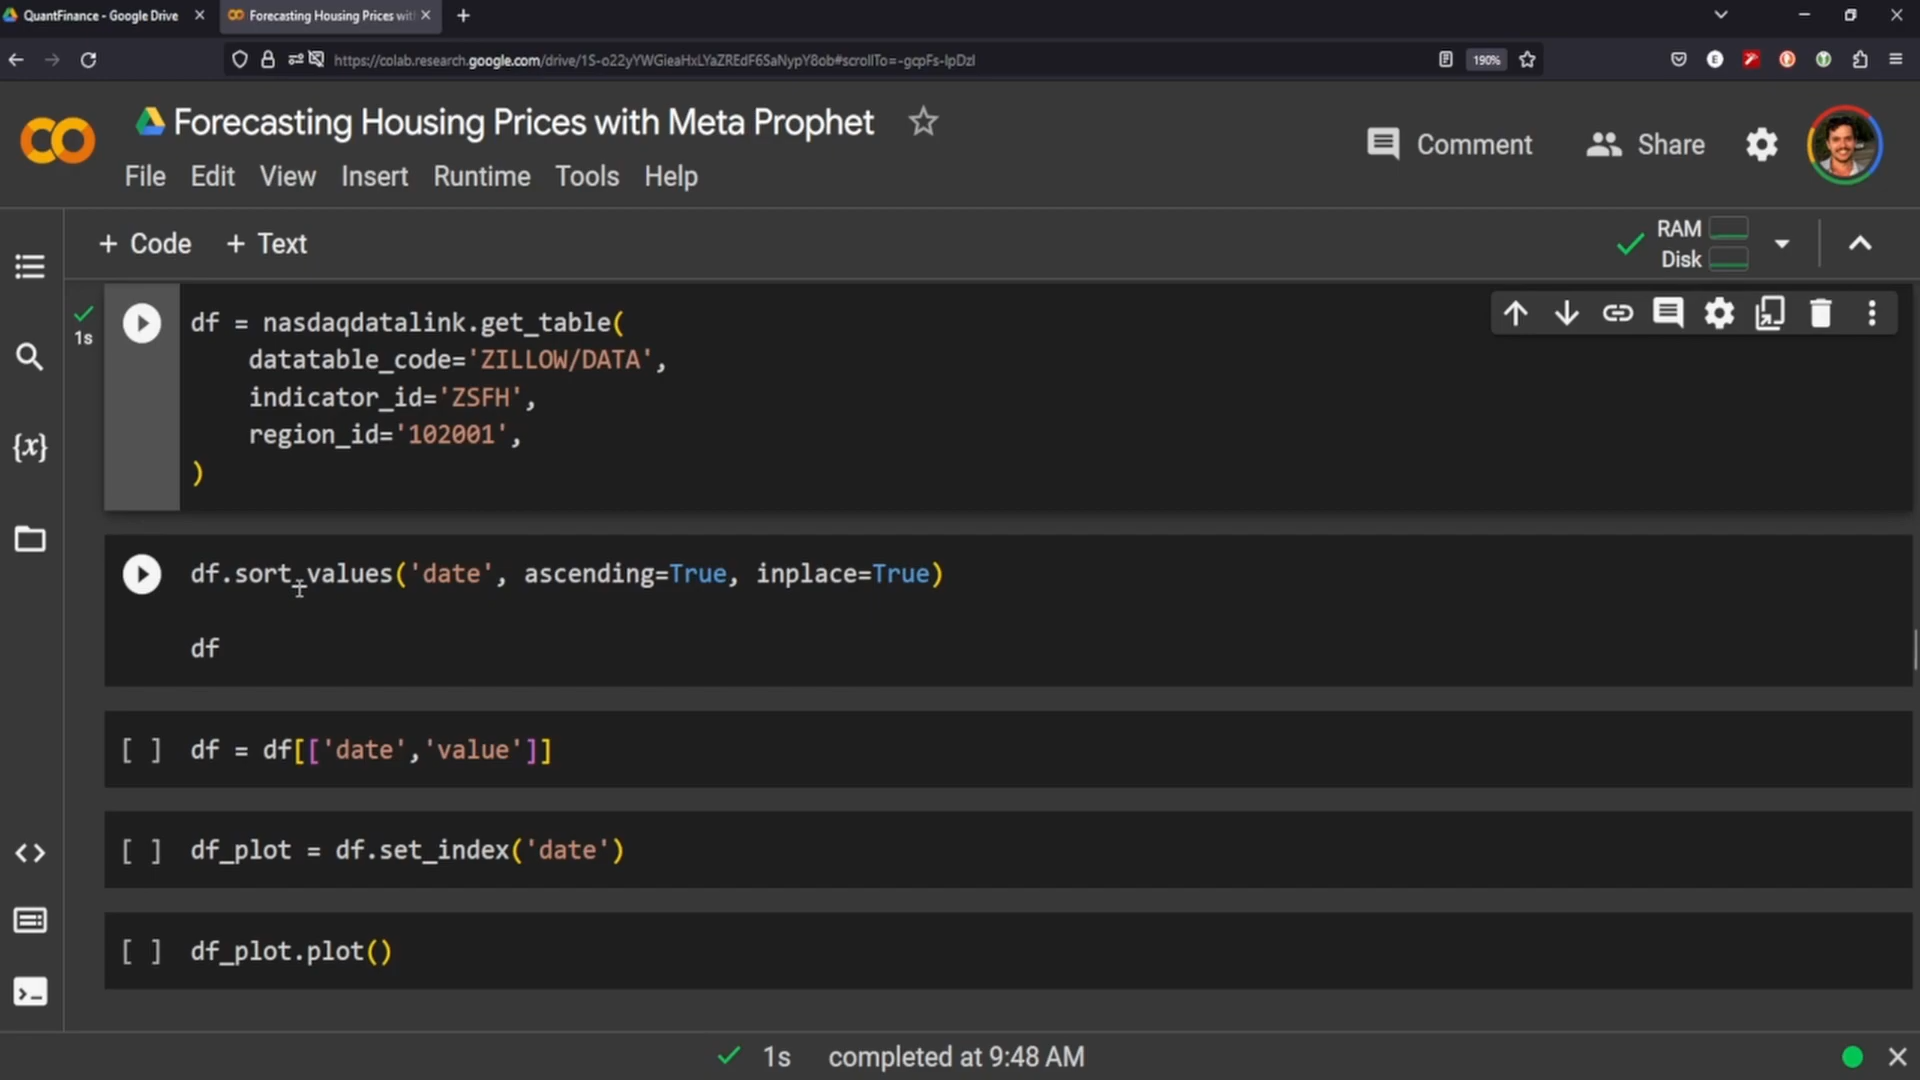 QuantFinance - Google Drive
Forecasting Housing Prices wit
https://colab.research.google.com/drive/1S-o22yYWGieaHxLYaZREdF6SaNypY8ob#scrollTo=-gcpFs-lpDzI
190%
Forecasting Housing Prices with Meta Prophet
File Edit View Insert Runtime Tools Help
Comment
Share
+ Code + Text
RAM
Disk
1s
df = nasdaqdatalink.get_table(
datatable_code='ZILLOW/DATA',
indicator_id='ZSFH',
region_id='102001',
)
df.sort_values('date', ascending=True, inplace=True)
df
[ ] df = df[['date','value']]
[ ] df_plot = df.set_index('date')
[ ] df_plot.plot()
1s completed at 9:48 AM